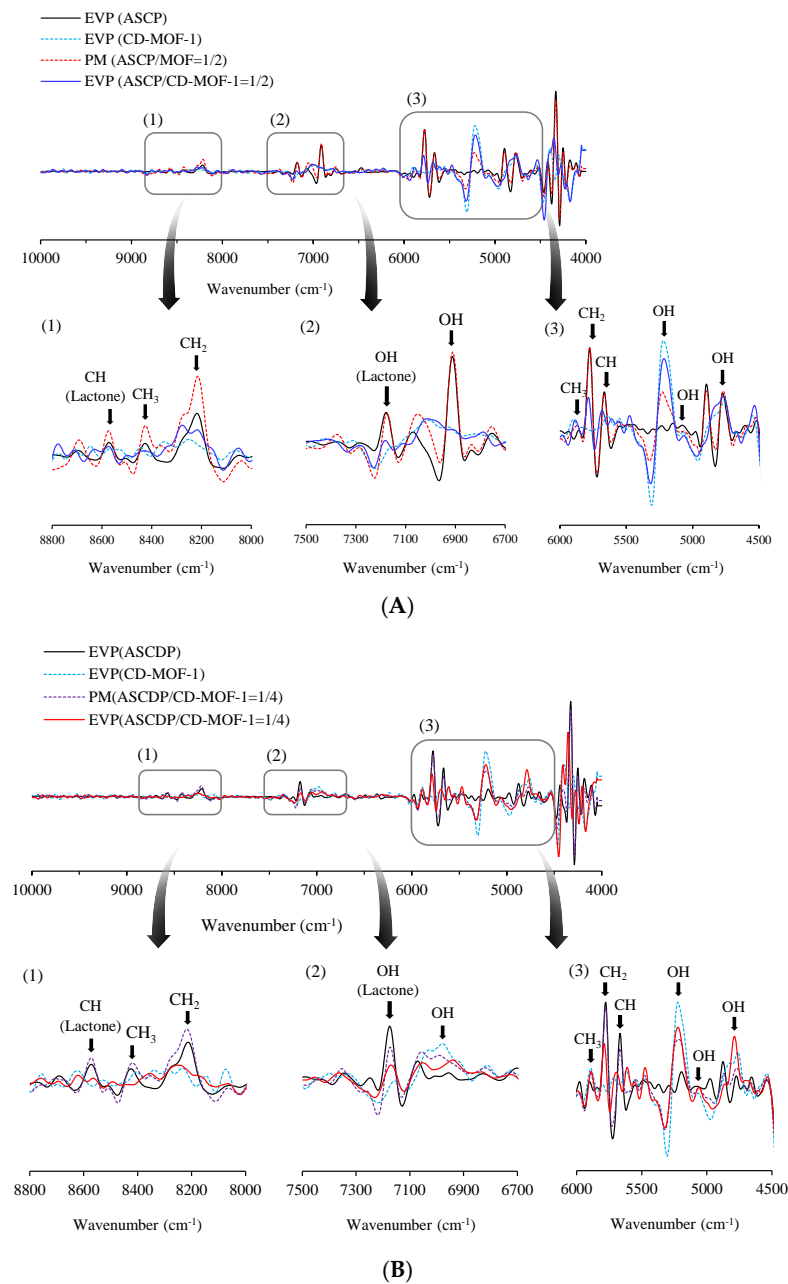 EVP (ASCP)
EVP (CD-MOF-1)
PM (ASCP/MOF=1/2)
EVP (ASCP/CD-MOF-1=1/2)
(1)
(2)
(3)
10000 9000 8000 7000 6000 5000 4000
Wavenumber (cm-1)
(1)
CH
(Lactone)
CH3
CH2
8800 8600 8400 8200 8000
Wavenumber (cm-1)
(2)
OH
(Lactone)
OH
7500 7300 7100 6900 6700
Wavenumber (cm-1)
(3)
CH3
CH2
CH
OH
OH
OH
6000 5500 5000 4500
Wavenumber (cm-1)
(A)
EVP(ASCDP)
EVP(CD-MOF-1)
PM(ASCDP/CD-MOF-1=1/4)
EVP(ASCDP/CD-MOF-1=1/4)
(1)
(2)
(3)
10000 9000 8000 7000 6000 5000 4000
Wavenumber (cm-1)
(1)
CH
(Lactone)
CH3
CH2
8800 8600 8400 8200 8000
Wavenumber (cm-1)
(2)
OH
(Lactone)
OH
7500 7300 7100 6900 6700
Wavenumber (cm-1)
(3)
CH3
CH2
CH
OH
OH
OH
6000 5500 5000 4500
Wavenumber (cm-1)
(B)